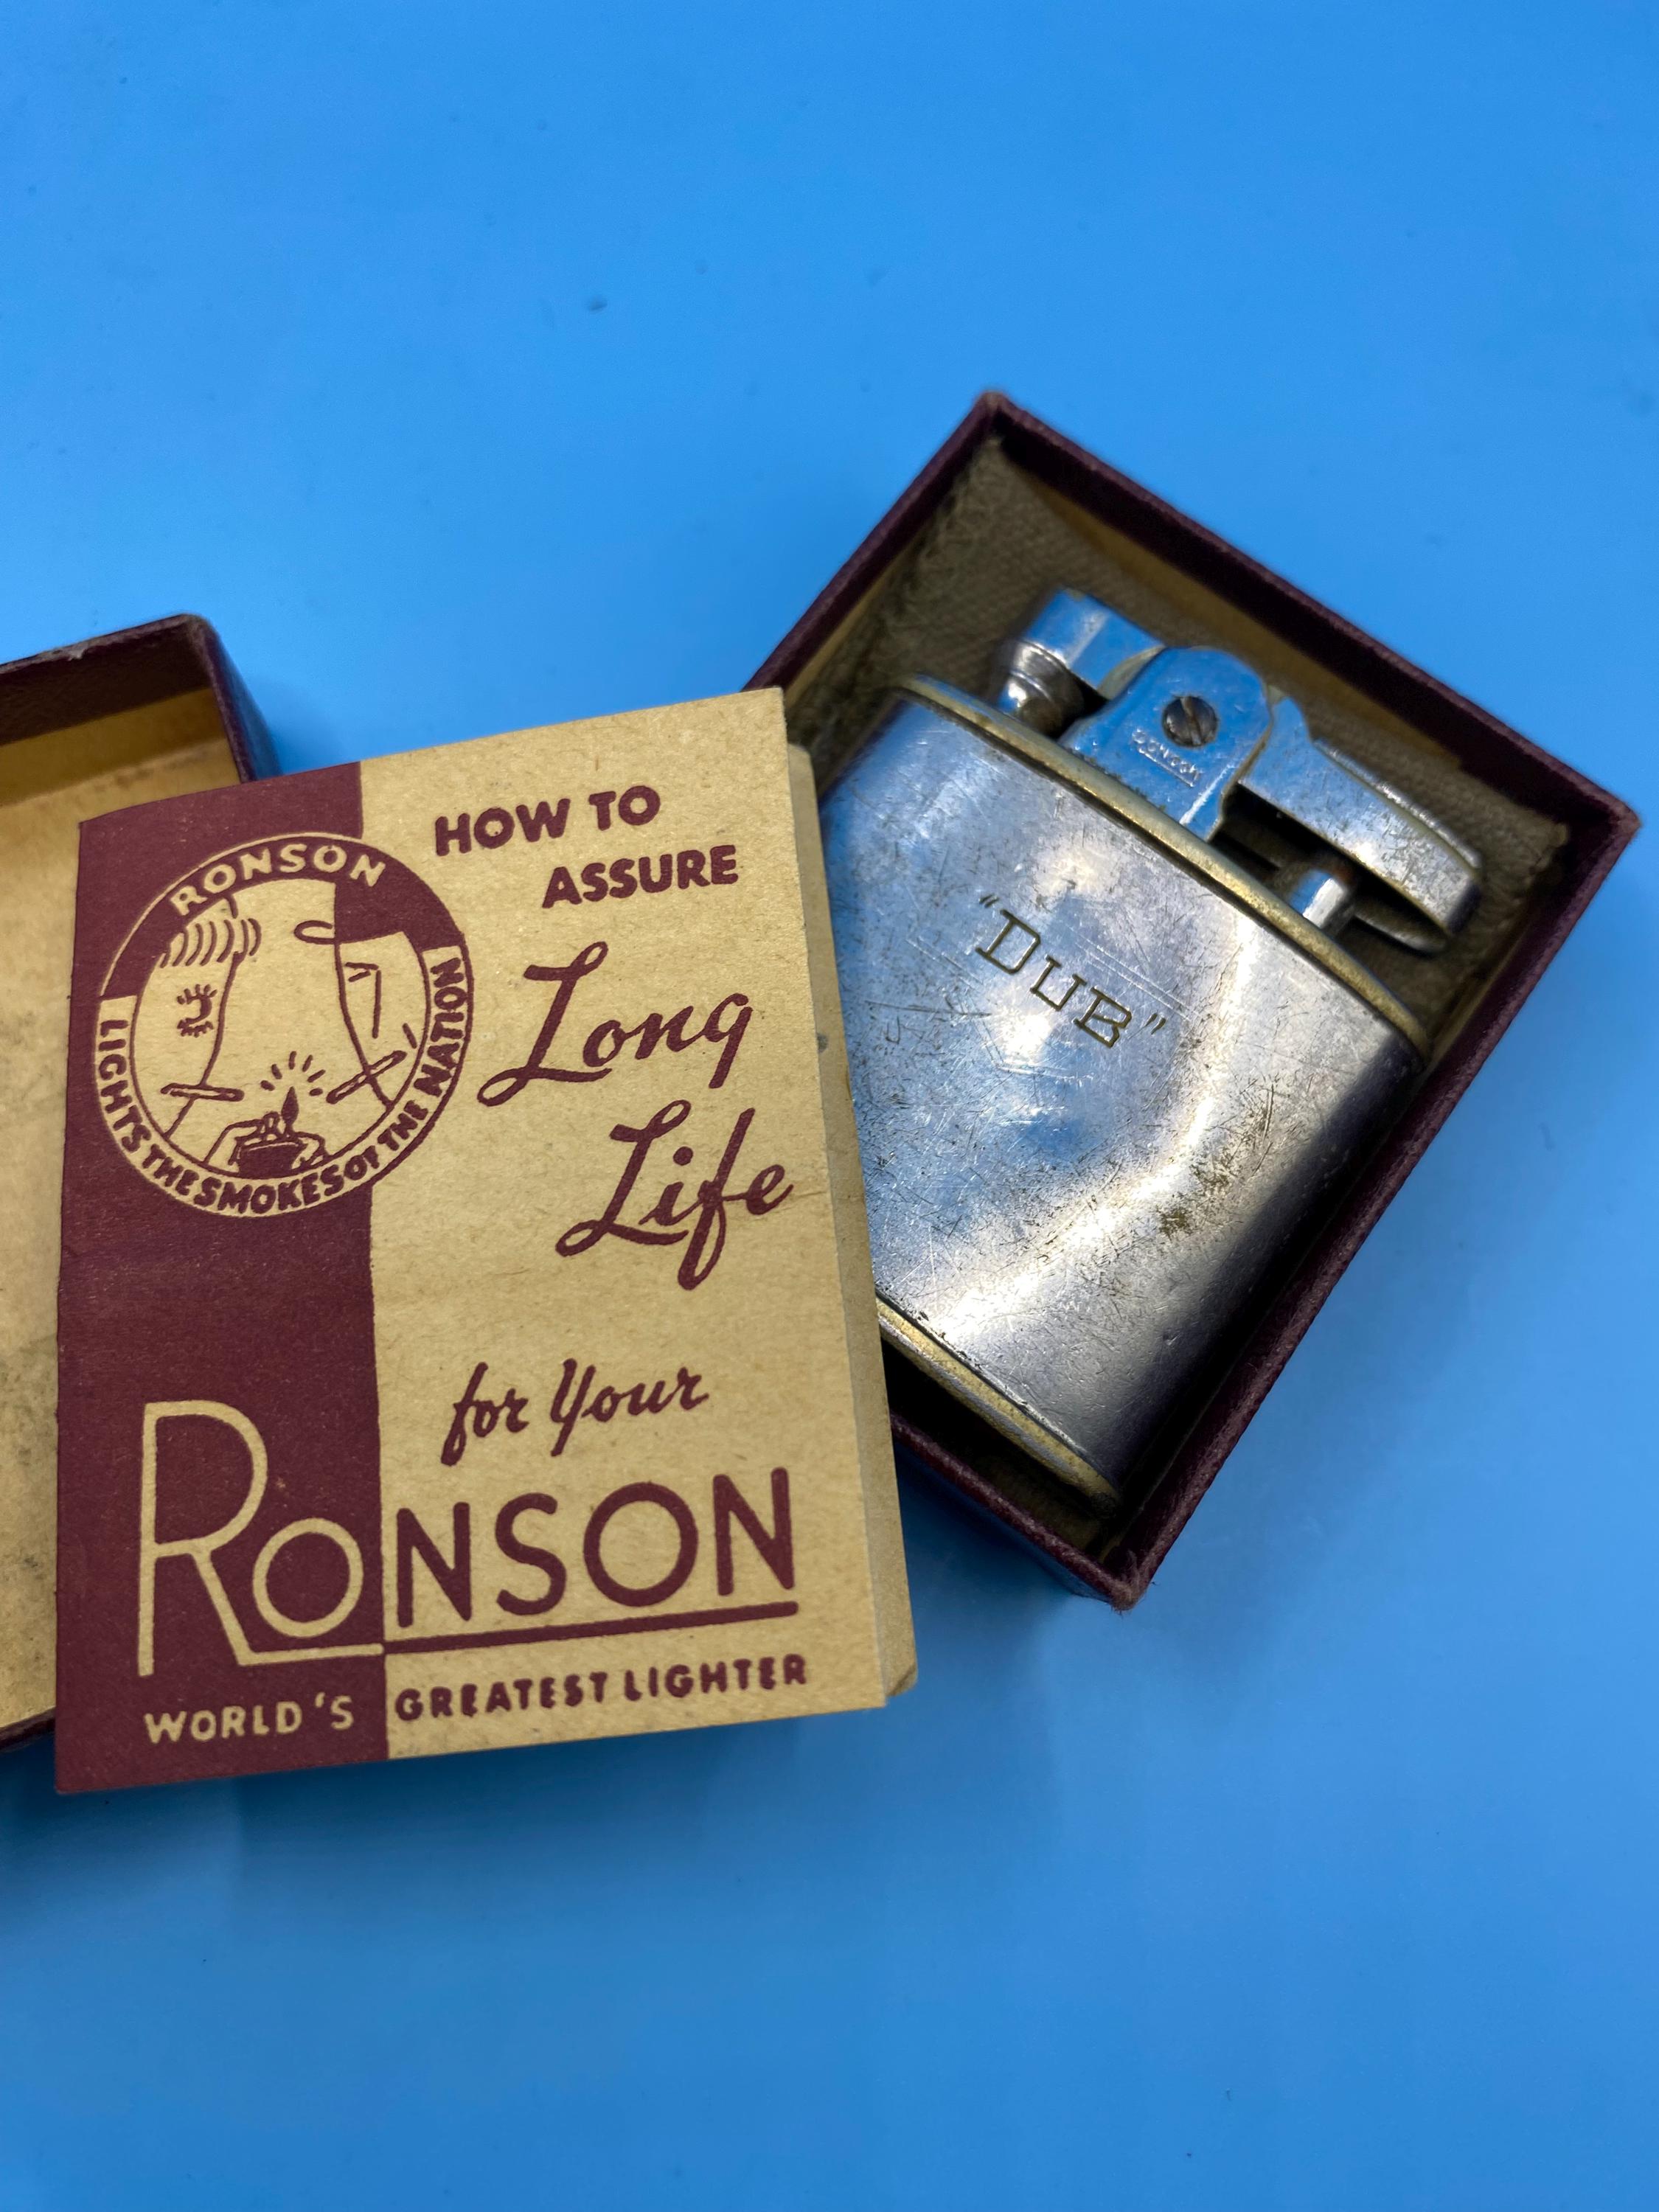 RONSON
LIGHTS THE SMOKES OF THE NATION
HOW TO
ASSURE
Long
Life
for Your
RONSON
WORLD'S GREATEST LIGHTER
"DUB"
RONSON